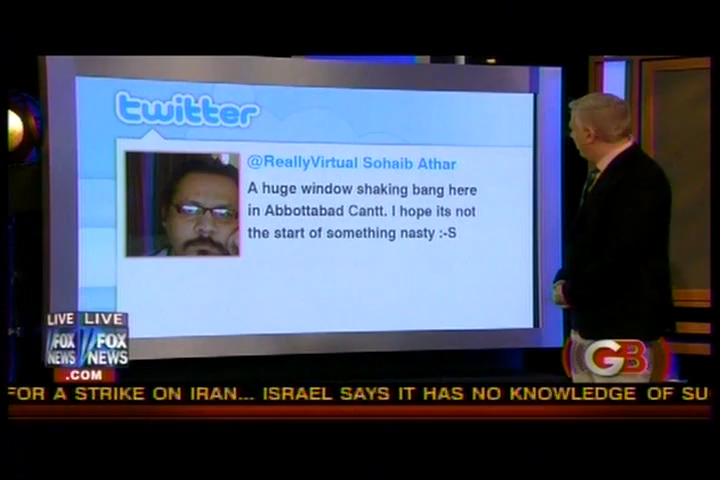 twitter
@ReallyVirtual Sohaib Athar
A huge window shaking bang here
in Abbottabad Cantt. I hope its not
the start of something nasty :-S
LIVE LIVE
FOX FOX
NEWS NEWS
.COM
GB
FOR A STRIKE ON IRAN... ISRAEL SAYS IT HAS NO KNOWLEDGE OF SU